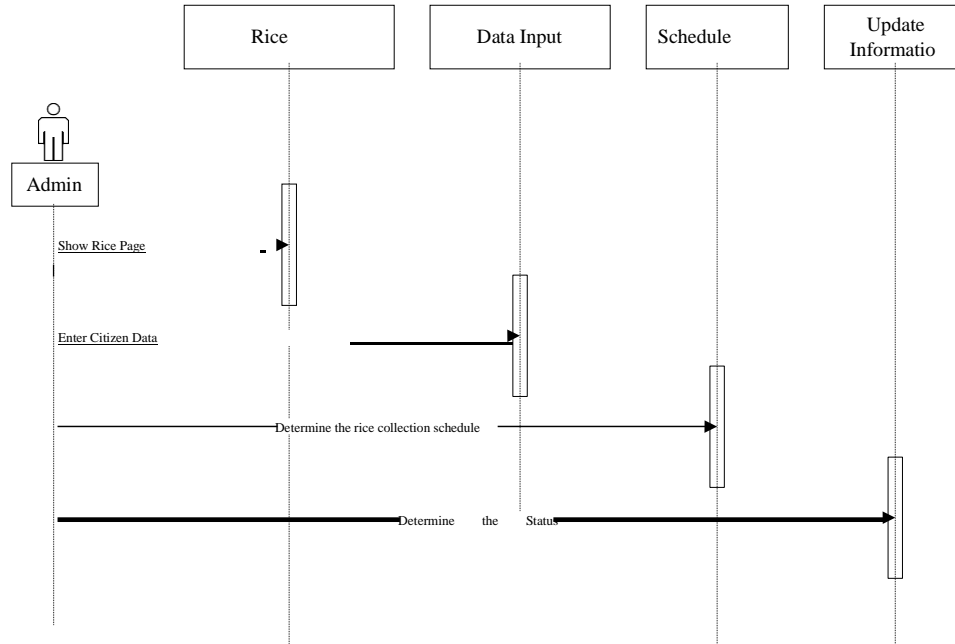 Rice
Data Input
Schedule
Update
Informatio
Admin
Show Rice Page
Enter Citizen Data
Determine the rice collection schedule
Determine the Status